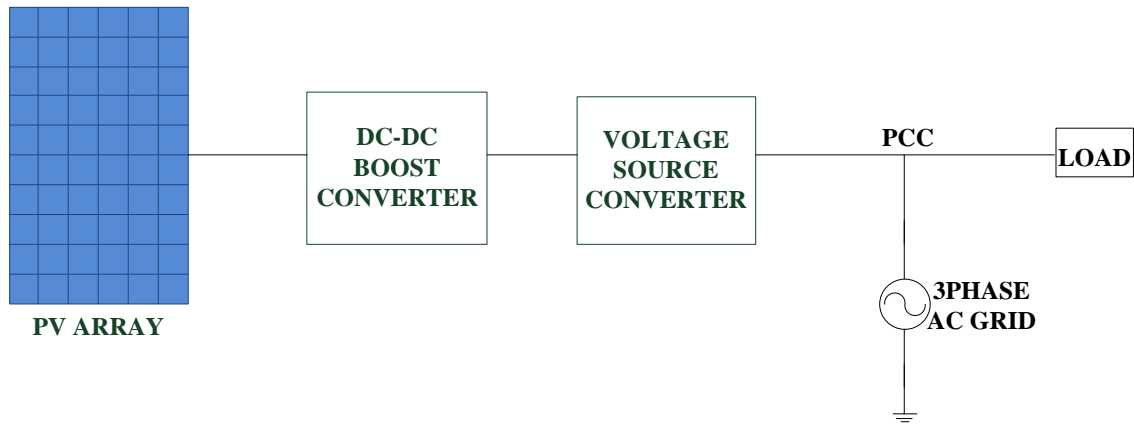 DC-DC
BOOST
CONVERTER
VOLTAGE
SOURCE
CONVERTER
PCC
LOAD
3PHASE
AC GRID
PV ARRAY